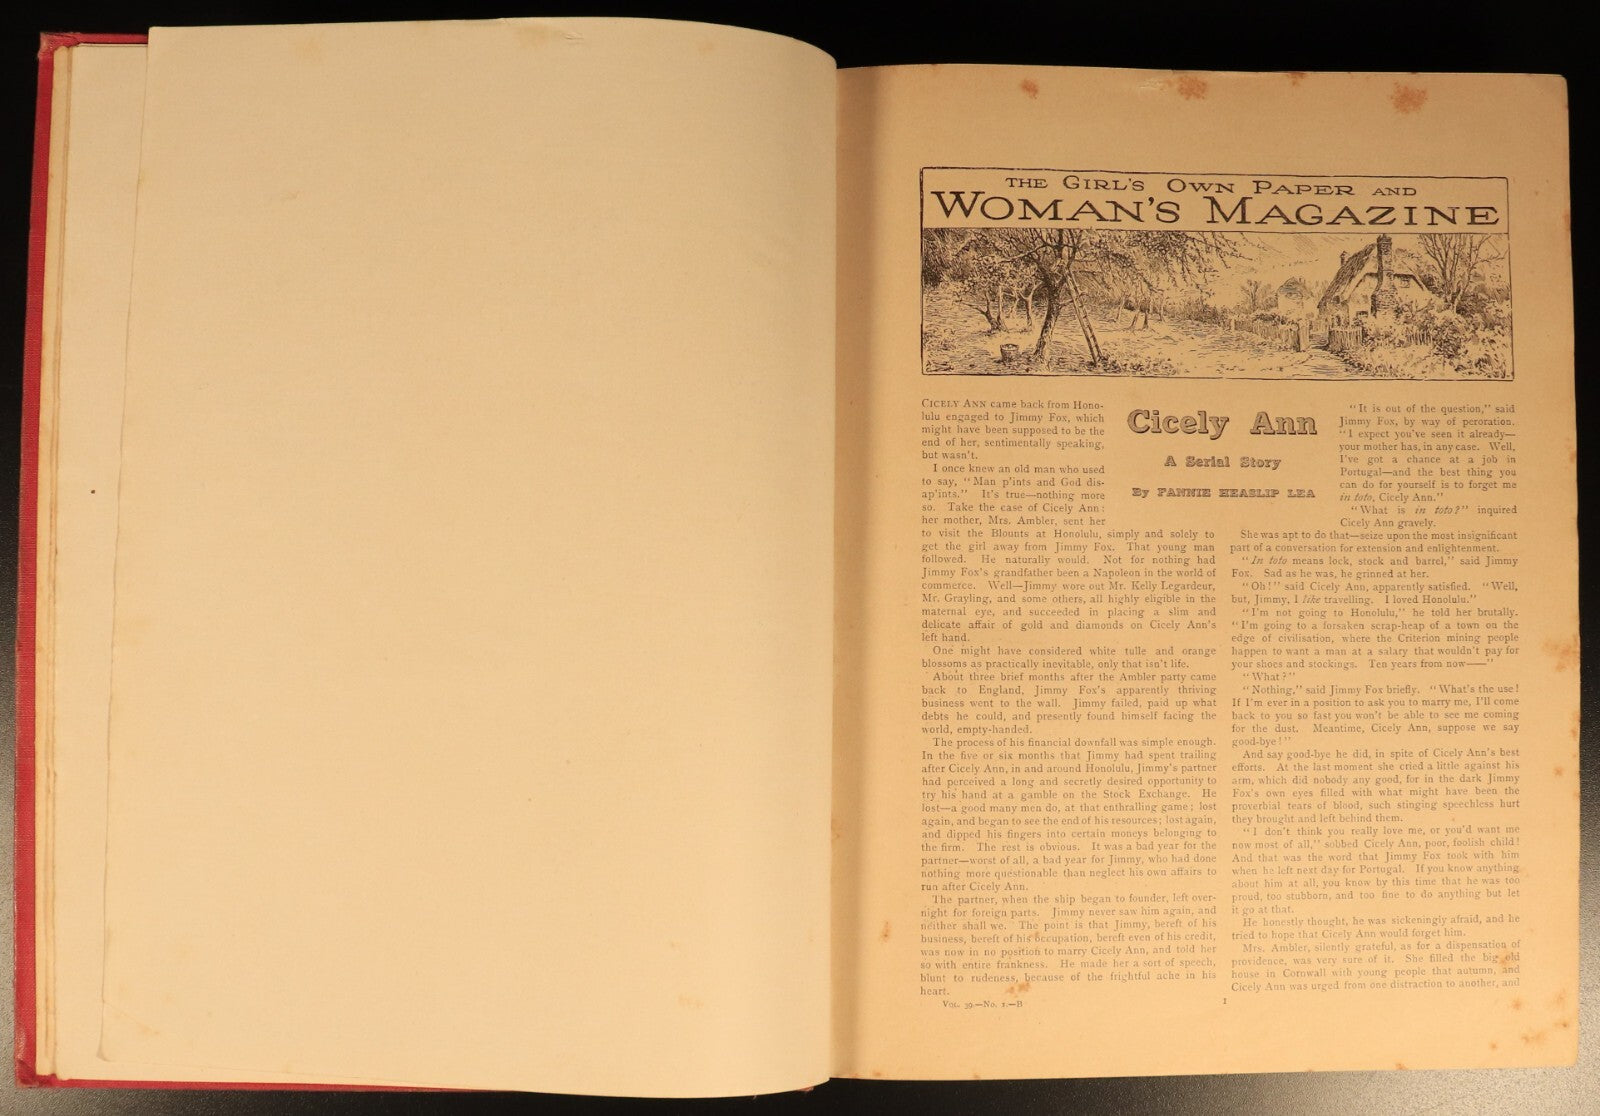 THE GIRL'S OWN PAPER AND
WOMAN'S MAGAZINE
Cicely Ann
A Serial Story
By FANNIE HEASLIP LEA
CICELY ANN came back from Hono-
lulu engaged to Jimmy Fox, which
might have been supposed to be the
end of her, sentimentally speaking,
but wasn't.
I once knew an old man who used
to say, "Man p'ints and God dis-
ap'ints." It's true—nothing more
so. Take the case of Cicely Ann:
her mother, Mrs. Ambler, sent her
to visit the Blounts at Honolulu, simply and solely to
get the girl away from Jimmy Fox. That young man
followed. He naturally would. Not for nothing had
Jimmy Fox's grandfather been a Napoleon in the world of
commerce. Well—Jimmy wore out Mr. Kelly Legardeur,
Mr. Grayling, and some others, all highly eligible in the
maternal eye, and succeeded in placing a slim and
delicate affair of gold and diamonds on Cicely Ann's
left hand.
One might have considered white tulle and orange
blossoms as practically inevitable, only that isn't life.
About three brief months after the Ambler party came
back to England, Jimmy Fox's apparently thriving
business went to the wall. Jimmy failed, paid up what
debts he could, and presently found himself facing the
world, empty-handed.
The process of his financial downfall was simple enough.
In the five or six months that Jimmy had spent trailing
after Cicely Ann, in and around Honolulu, Jimmy's partner
had perceived a long and secretly desired opportunity to
try his hand at a gamble on the Stock Exchange. He
lost—a good many men do, at that enthralling game; lost
again, and began to see the end of his resources; lost again,
and dipped his fingers into certain moneys belonging to
the firm. The rest is obvious. It was a bad year for the
partner—worst of all, a bad year for Jimmy, who had done
nothing more questionable than neglect his own affairs to
run after Cicely Ann.
The partner, when the ship began to founder, left over-
night for foreign parts. Jimmy never saw him again, and
neither shall we. The point is that Jimmy, bereft of his
business, bereft of his occupation, bereft even of his credit,
was now in no position to marry Cicely Ann, and told her
so with entire frankness. He made her a sort of speech,
blunt to rudeness, because of the frightful ache in his
heart.
"It is out of the question," said
Jimmy Fox, by way of peroration.
"I expect you've seen it already—
your mother has, in any case. Well,
I've got a chance at a job in
Portugal—and the best thing you
can do for yourself is to forget me
in toto, Cicely Ann."
"What is in toto?" inquired
Cicely Ann gravely.
She was apt to do that—seize upon the most insignificant
part of a conversation for extension and enlightenment.
"In toto means lock, stock and barrel," said Jimmy
Fox. Sad as he was, he grinned at her.
"Oh!" said Cicely Ann, apparently satisfied. "Well,
but, Jimmy, I like travelling. I loved Honolulu."
"I'm not going to Honolulu," he told her brutally.
"I'm going to a forsaken scrap-heap of a town on the
edge of civilisation, where the Criterion mining people
happen to want a man at a salary that wouldn't pay for
your shoes and stockings. Ten years from now——"
"What?"
"Nothing," said Jimmy Fox briefly. "What's the use!
If I'm ever in a position to ask you to marry me, I'll come
back to you so fast you won't be able to see me coming
for the dust. Meantime, Cicely Ann, suppose we say
good-bye!"
And say good-bye he did, in spite of Cicely Ann's best
efforts. At the last moment she cried a little against his
arm, which did nobody any good, for in the dark Jimmy
Fox's own eyes filled with what might have been the
proverbial tears of blood, such stinging speechless hurt
they brought and left behind them.
"I don't think you really love me, or you'd want me
now most of all," sobbed Cicely Ann, poor, foolish child!
And that was the word that Jimmy Fox took with him
when he left next day for Portugal. If you know anything
about him at all, you know by this time that he was too
proud, too stubborn, and too fine to do anything but let
it go at that.
He honestly thought, he was sickeningly afraid, and he
tried to hope that Cicely Ann would forget him.
Mrs. Ambler, silently grateful, as for a dispensation of
providence, was very sure of it. She filled the big old
house in Cornwall with young people that autumn, and
Cicely Ann was urged from one distraction to another, and
VOL. 39.—NO. 1.—B
1